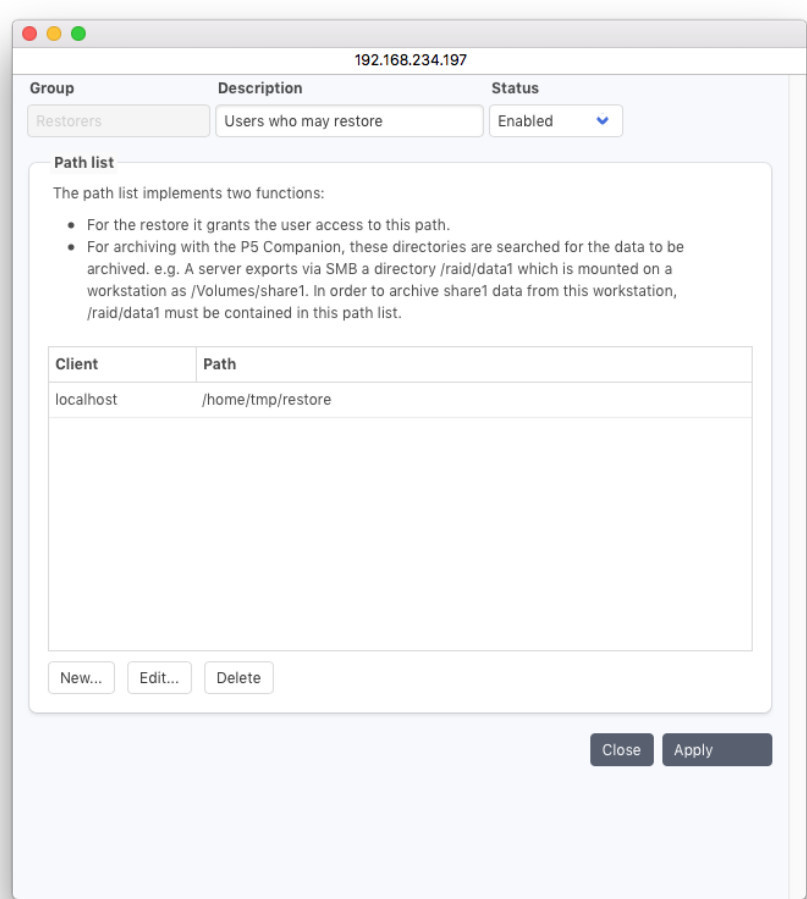 192.168.234.197
Group Description Status
Restorers Users who may restore Enabled
Path list
The path list implements two functions:
• For the restore it grants the user access to this path.
• For archiving with the P5 Companion, these directories are searched for the data to be
archived. e.g. A server exports via SMB a directory /raid/data1 which is mounted on a
workstation as /Volumes/share1. In order to archive share1 data from this workstation,
/raid/data1 must be contained in this path list.
Client Path
localhost /home/tmp/restore
New... Edit... Delete
Close Apply